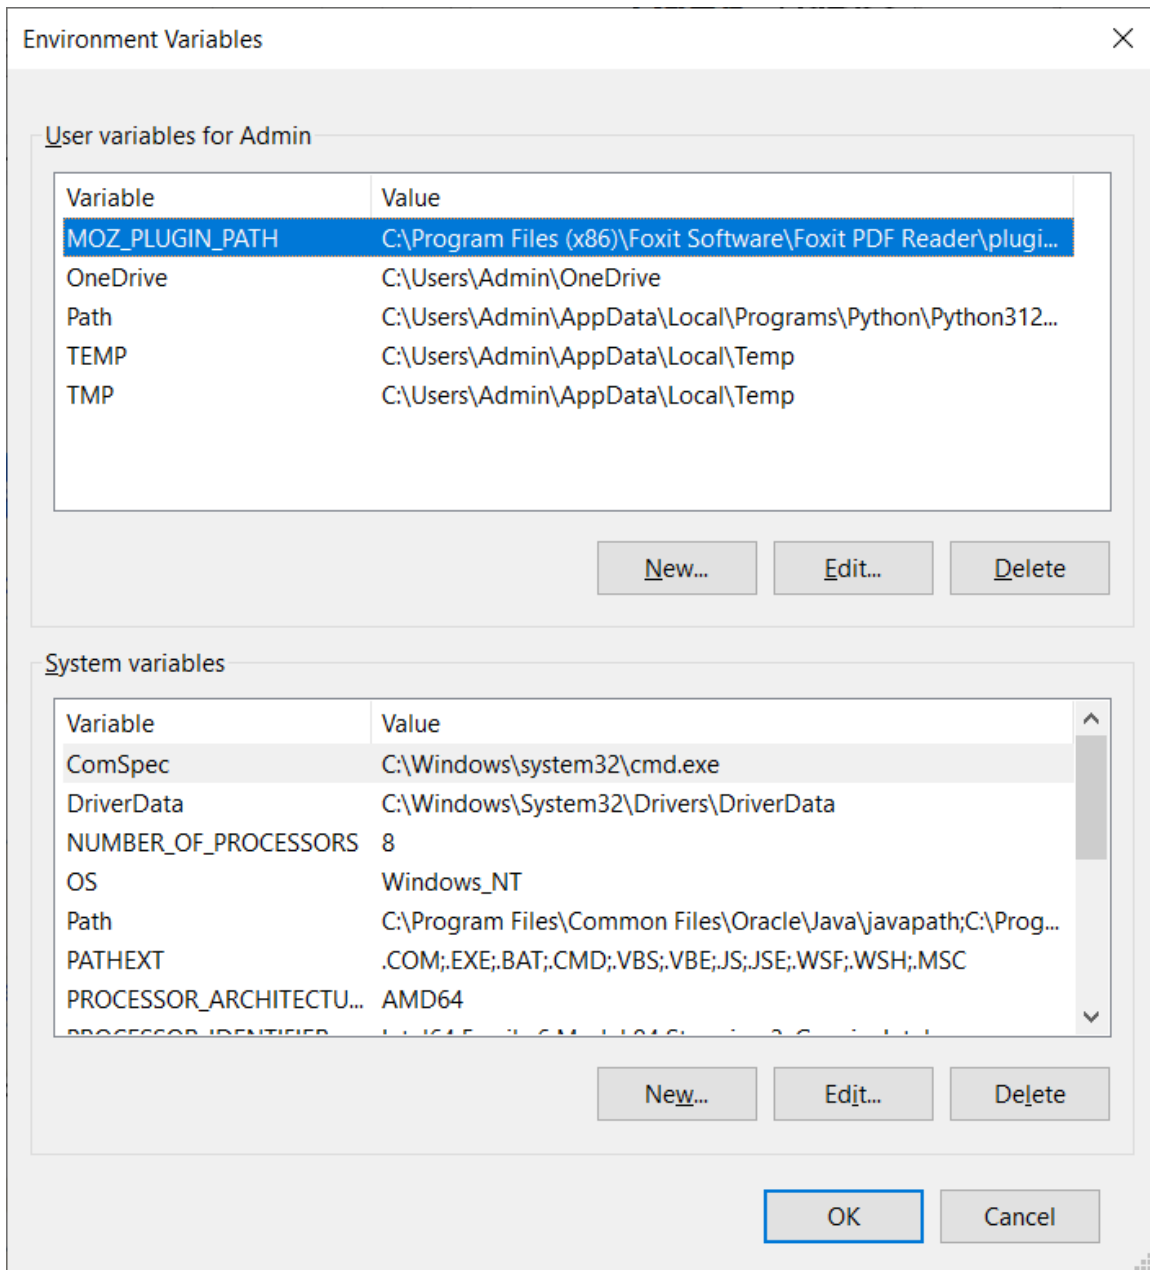 Environment Variables
User variables for Admin
Variable Value
MOZ_PLUGIN_PATH C:\Program Files (x86)\Foxit Software\Foxit PDF Reader\plugi...
OneDrive C:\Users\Admin\OneDrive
Path C:\Users\Admin\AppData\Local\Programs\Python\Python312...
TEMP C:\Users\Admin\AppData\Local\Temp
TMP C:\Users\Admin\AppData\Local\Temp
New... Edit... Delete
System variables
Variable Value
ComSpec C:\Windows\system32\cmd.exe
DriverData C:\Windows\System32\Drivers\DriverData
NUMBER_OF_PROCESSORS 8
OS Windows_NT
Path C:\Program Files\Common Files\Oracle\Java\javapath;C:\Prog...
PATHEXT .COM;.EXE;.BAT;.CMD;.VBS;.VBE;.JS;.JSE;.WSF;.WSH;.MSC
PROCESSOR_ARCHITECTU... AMD64
New... Edit... Delete
OK Cancel